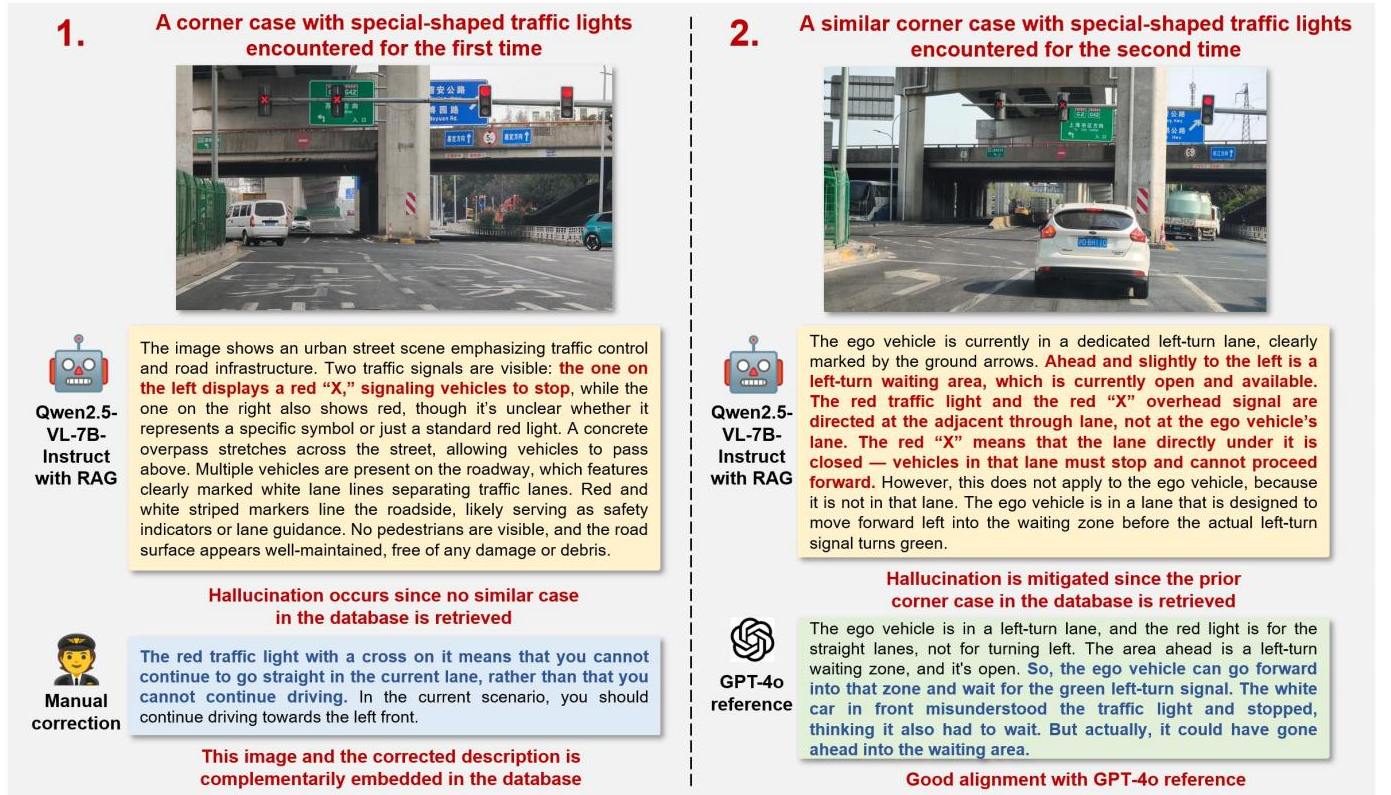 1.
A corner case with special-shaped traffic lights
encountered for the first time
安公路
G42
入口
Qwen2.5-
VL-7B-
Instruct
with RAG
The image shows an urban street scene emphasizing traffic control
and road infrastructure. Two traffic signals are visible: the one on
the left displays a red “X,” signaling vehicles to stop, while the
one on the right also shows red, though it’s unclear whether it
represents a specific symbol or just a standard red light. A concrete
overpass stretches across the street, allowing vehicles to pass
above. Multiple vehicles are present on the roadway, which features
clearly marked white lane lines separating traffic lanes. Red and
white striped markers line the roadside, likely serving as safety
indicators or lane guidance. No pedestrians are visible, and the road
surface appears well-maintained, free of any damage or debris.
Hallucination occurs since no similar case
in the database is retrieved
Manual
correction
The red traffic light with a cross on it means that you cannot
continue to go straight in the current lane, rather than that you
cannot continue driving. In the current scenario, you should
continue driving towards the left front.
This image and the corrected description is
complementarily embedded in the database
2.
A similar corner case with special-shaped traffic lights
encountered for the second time
G2 G42
入口
Qwen2.5-
VL-7B-
Instruct
with RAG
The ego vehicle is currently in a dedicated left-turn lane, clearly
marked by the ground arrows. Ahead and slightly to the left is a
left-turn waiting area, which is currently open and available.
The red traffic light and the red “X” overhead signal are
directed at the adjacent through lane, not at the ego vehicle’s
lane. The red “X” means that the lane directly under it is
closed — vehicles in that lane must stop and cannot proceed
forward. However, this does not apply to the ego vehicle, because
it is not in that lane. The ego vehicle is in a lane that is designed to
move forward left into the waiting zone before the actual left-turn
signal turns green.
Hallucination is mitigated since the prior
corner case in the database is retrieved
GPT-4o
reference
The ego vehicle is in a left-turn lane, and the red light is for the
straight lanes, not for turning left. The area ahead is a left-turn
waiting zone, and it's open. So, the ego vehicle can go forward
into that zone and wait for the green left-turn signal. The white
car in front misunderstood the traffic light and stopped,
thinking it also had to wait. But actually, it could have gone
ahead into the waiting area.
Good alignment with GPT-4o reference